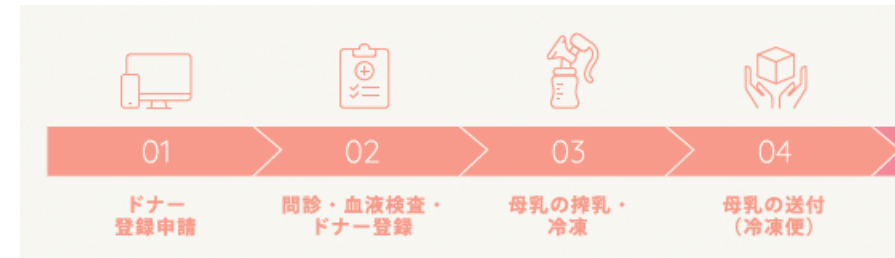 01
02
03
04
ドナー
登録申請
問診・血液検査・
ドナー登録
母乳の搾乳・
冷凍
母乳の送付
(冷凍便)